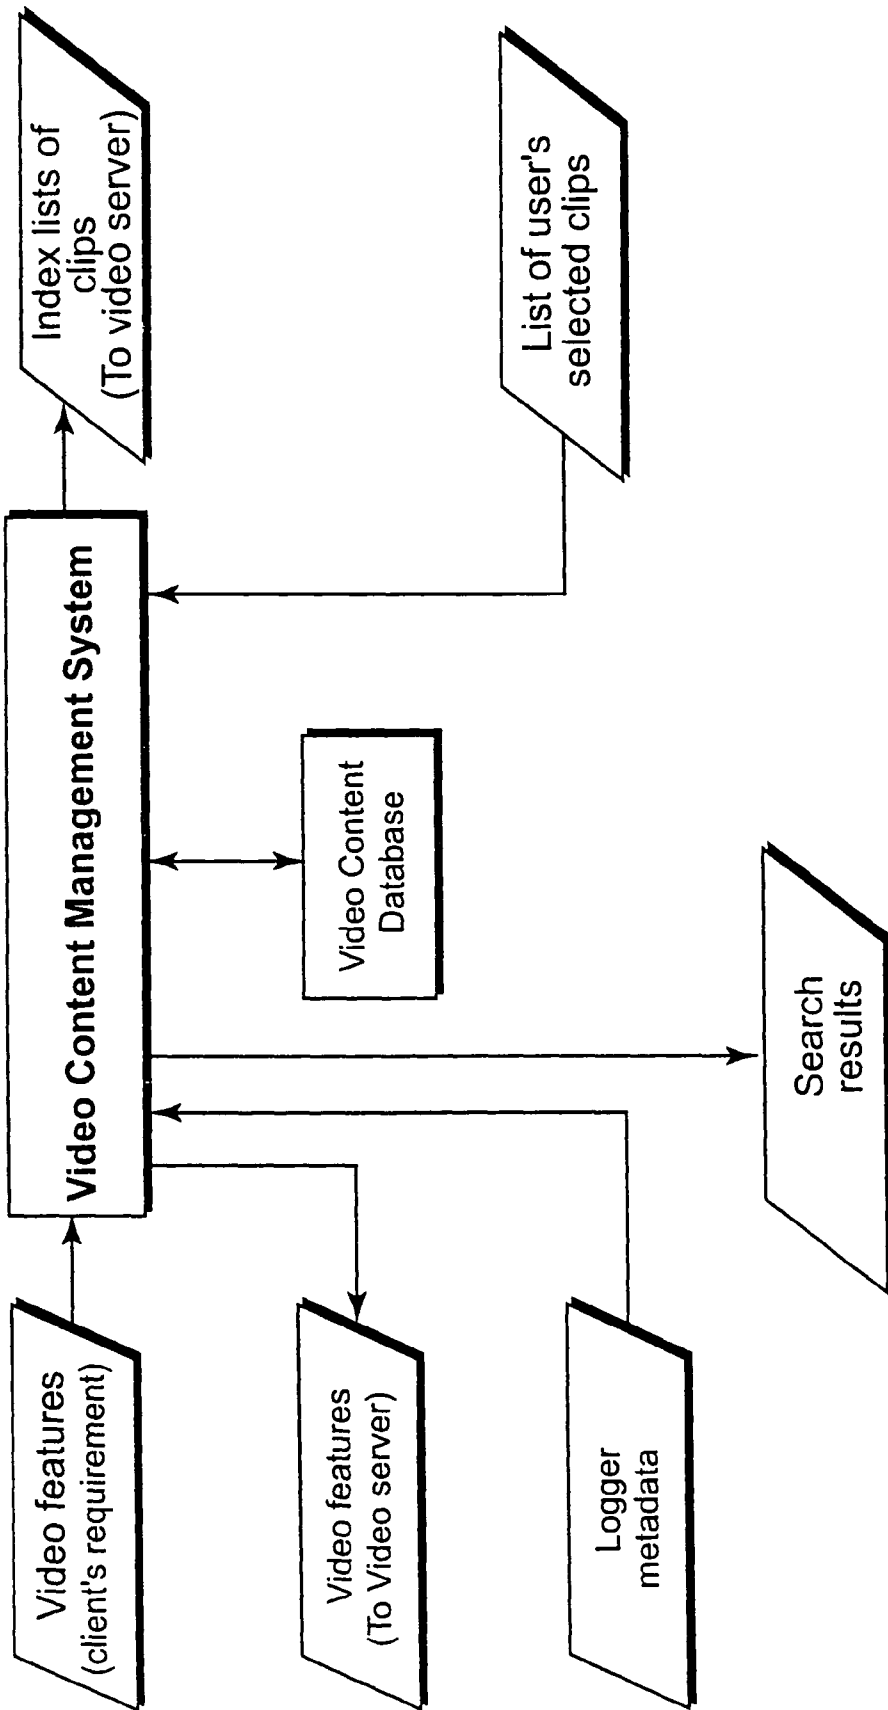 Video features
(client's requirement)
Video Content Management System
Index lists of
clips
(To video server)
Video features
(To Video server)
Video Content
Database
List of user's
selected clips
Logger
metadata
Search
results